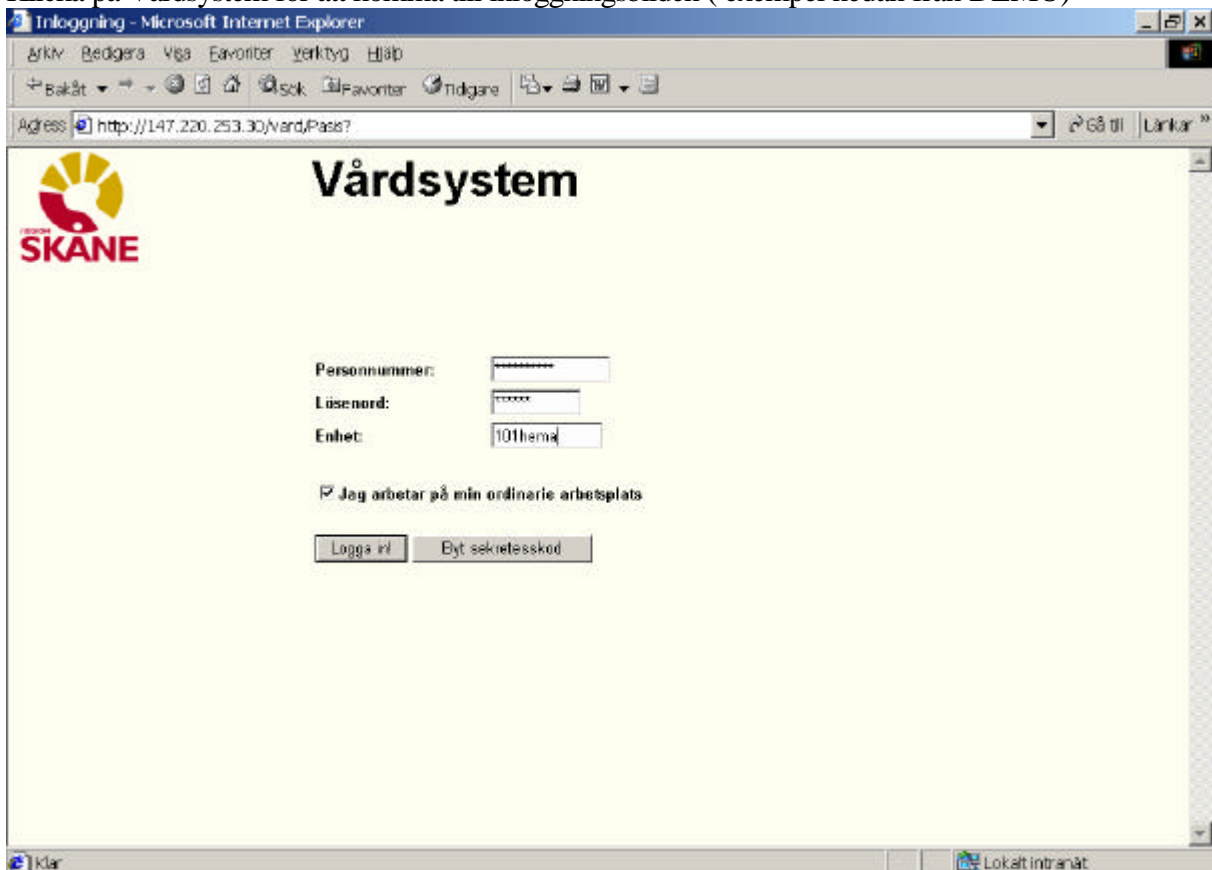 Klicka på Vårdsystem för att komma till inloggningsbilden ( exempel nedan från DEMO)
Inloggning - Microsoft Internet Explorer
Arkiv Redigera Visa Favoriter Verktyg Hjälp
Bakåt Sök Favoriter Tidigare
Adress http://147.220.253.30/vard/Pasis? Gå till Länkar »
Vårdsystem
REGION
SKÅNE
Personnummer: **********
Lösenord: ******
Enhet: 101hema
Jag arbetar på min ordinarie arbetsplats
Logga in! Byt sekretesskod
Klar Lokalt intranät